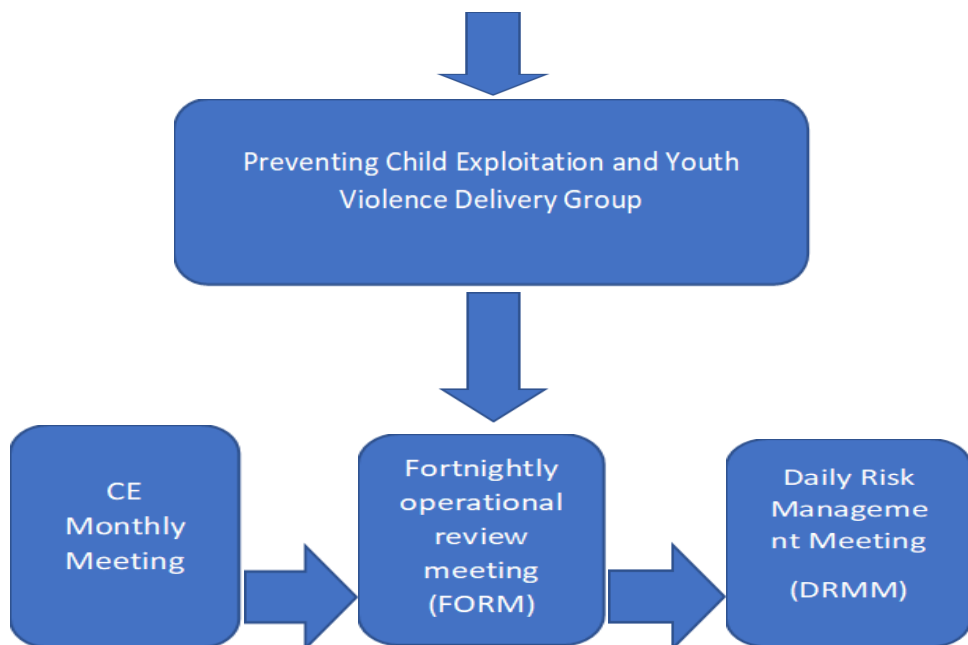 Preventing Child Exploitation and Youth
Violence Delivery Group
CE
Monthly
Meeting
Fortnightly
operational
review
meeting
(FORM)
Daily Risk
Manageme
nt Meeting
(DRMM)